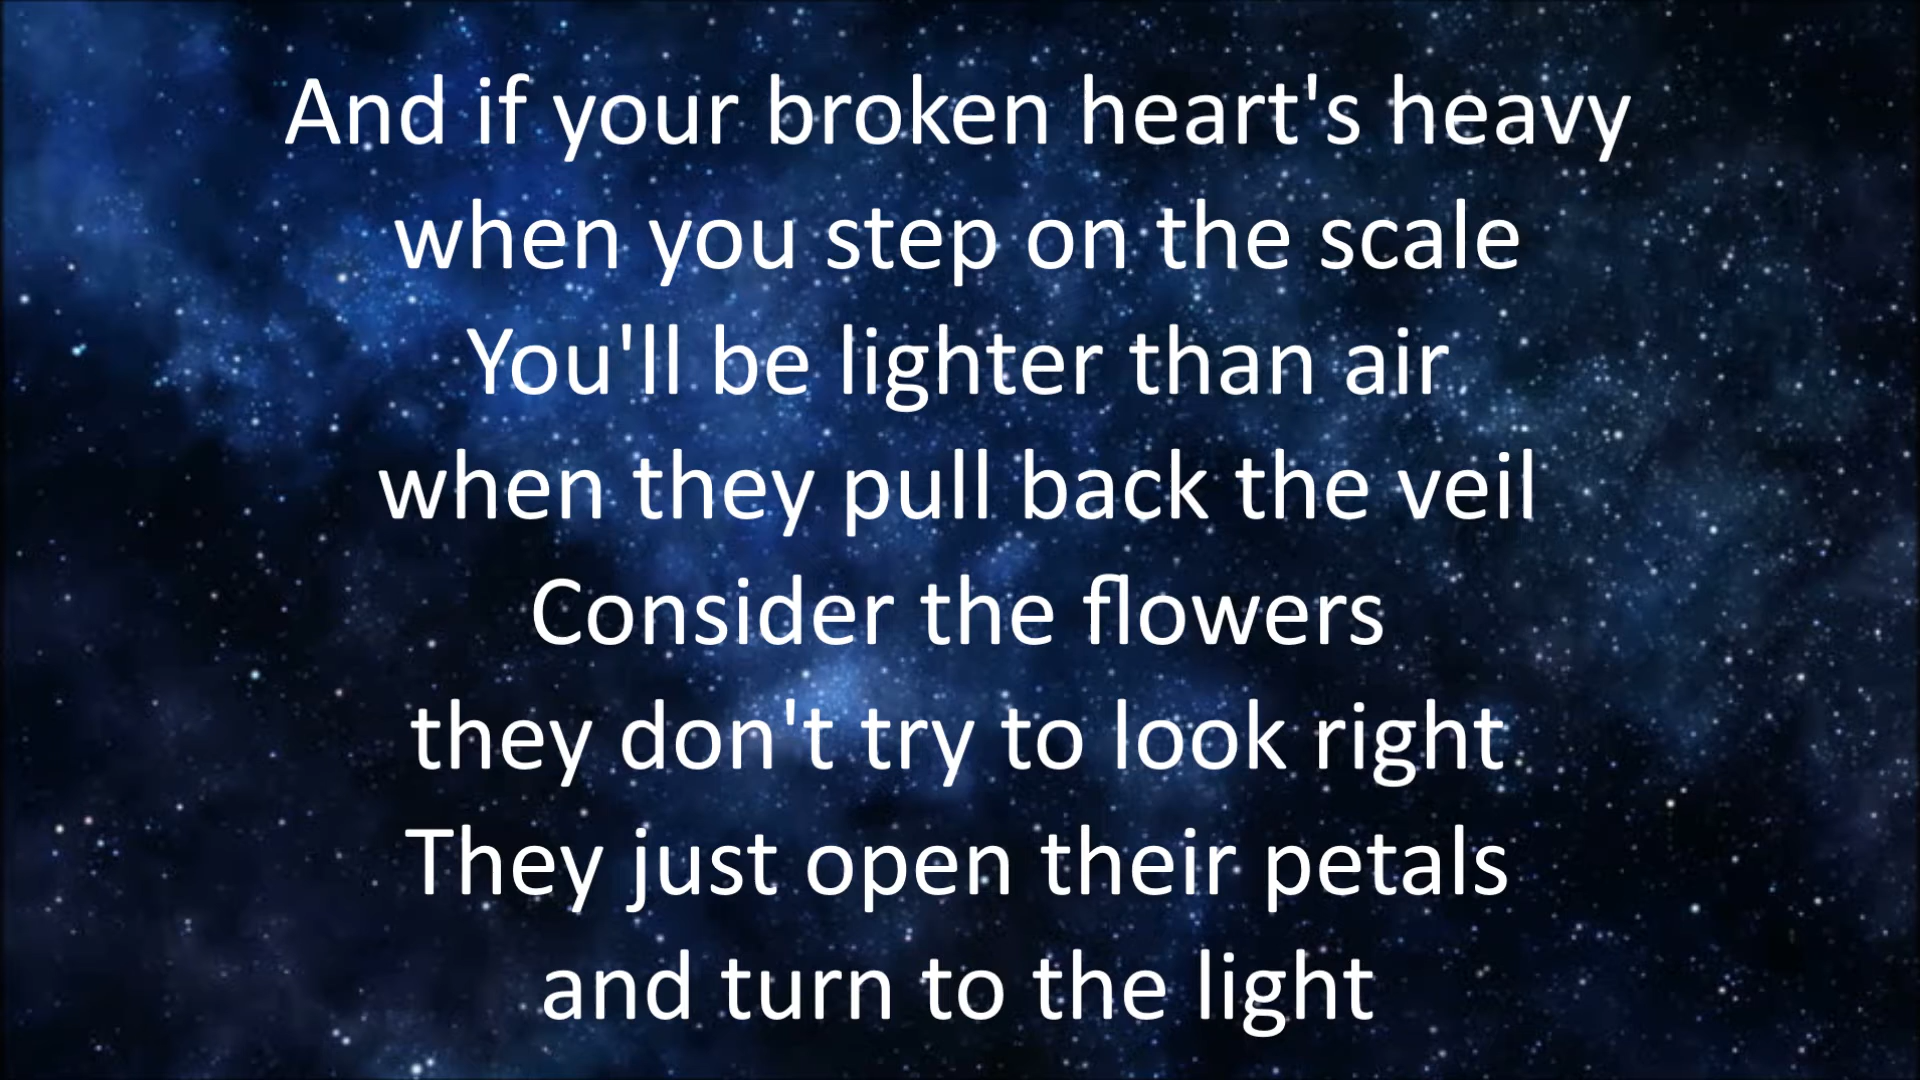 And if your broken heart's heavy
when you step on the scale
You'll be lighter than air
when they pull back the veil
Consider the flowers
they don't try to look right
They just open their petals
and turn to the light